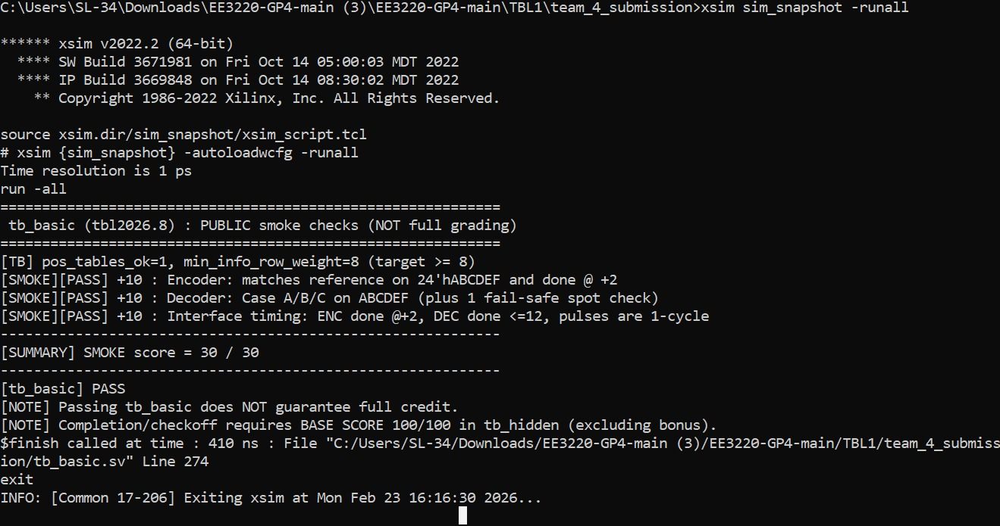 C:\Users\SL-34\Downloads\EE3220-GP4-main (3)\EE3220-GP4-main\TBL1\team_4_submission>xsim sim_snapshot -runall

****** xsim v2022.2 (64-bit)
  **** SW Build 3671981 on Fri Oct 14 05:00:03 MDT 2022
  **** IP Build 3669848 on Fri Oct 14 08:30:02 MDT 2022
    ** Copyright 1986-2022 Xilinx, Inc. All Rights Reserved.

source xsim.dir/sim_snapshot/xsim_script.tcl
# xsim {sim_snapshot} -autoloadwcfg -runall
Time resolution is 1 ps
run -all
============================================================
 tb_basic (tbl2026.8) : PUBLIC smoke checks (NOT full grading)
============================================================
[TB] pos_tables_ok=1, min_info_row_weight=8 (target >= 8)
[SMOKE][PASS] +10 : Encoder: matches reference on 24'hABCDEF and done @ +2
[SMOKE][PASS] +10 : Decoder: Case A/B/C on ABCDEF (plus 1 fail-safe spot check)
[SMOKE][PASS] +10 : Interface timing: ENC done @+2, DEC done <=12, pulses are 1-cycle
------------------------------------------------------------
[SUMMARY] SMOKE score = 30 / 30
------------------------------------------------------------
[tb_basic] PASS
[NOTE] Passing tb_basic does NOT guarantee full credit.
[NOTE] Completion/checkoff requires BASE SCORE 100/100 in tb_hidden (excluding bonus).
$finish called at time : 410 ns : File "C:/Users/SL-34/Downloads/EE3220-GP4-main (3)/EE3220-GP4-main/TBL1/team_4_submiss
ion/tb_basic.sv" Line 274
exit
INFO: [Common 17-206] Exiting xsim at Mon Feb 23 16:16:30 2026...